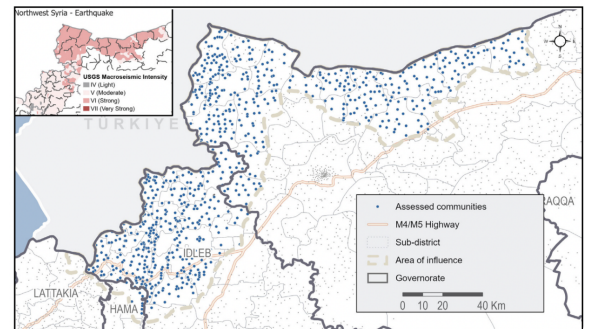 Northwest Syria - Earthquake
USGS Macroseismic Intensity
IV (Light)
V (Moderate)
VI (Strong)
VII (Very Strong)
TÜRKIYE
IDLEB
LATTAKIA
HAMA
RAQQA
N
Assessed communities
M4/M5 Highway
Sub-district
Area of influence
Governorate
0 10 20 40 Km